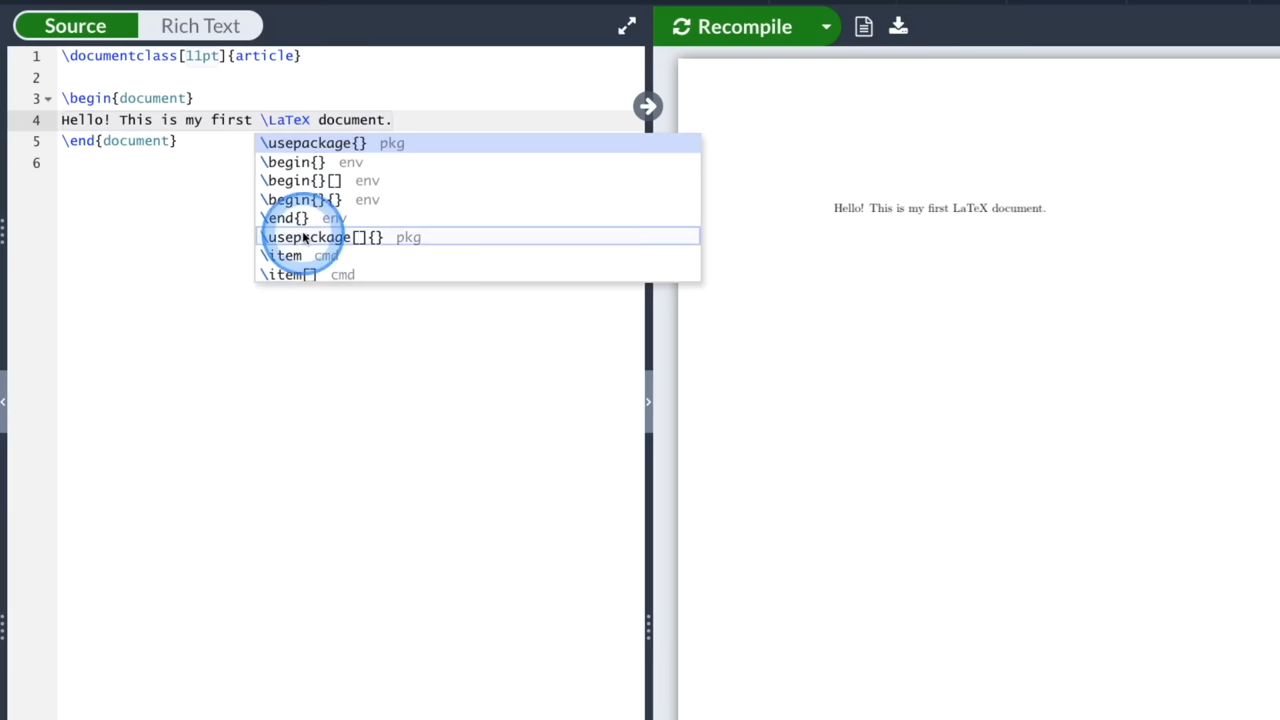 Source Rich Text
Recompile
1 \documentclass[11pt]{article}
2
3 \begin{document}
4 Hello! This is my first \LaTeX document.
5 \end{document}
6
\usepackage{} pkg
\begin{} env
\begin{}[] env
\begin{}{} env
\end{} env
\usepackage[]{} pkg
\item cmd
\item[] cmd
Hello! This is my first LaTeX document.